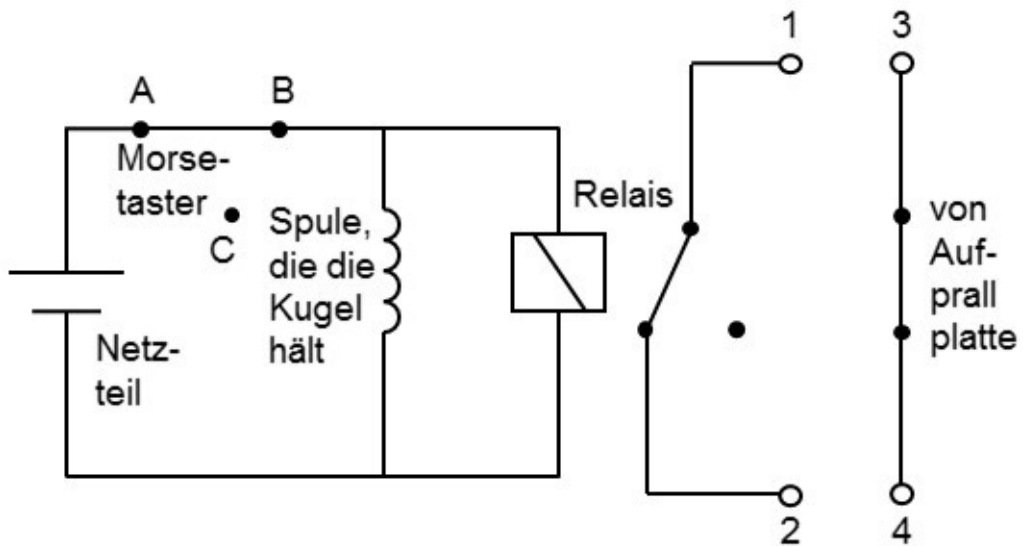 1
3
A
B
Morse-
taster
C
Spule,
die die
Kugel
hält
Relais
von
Auf-
prall
platte
Netz-
teil
2
4